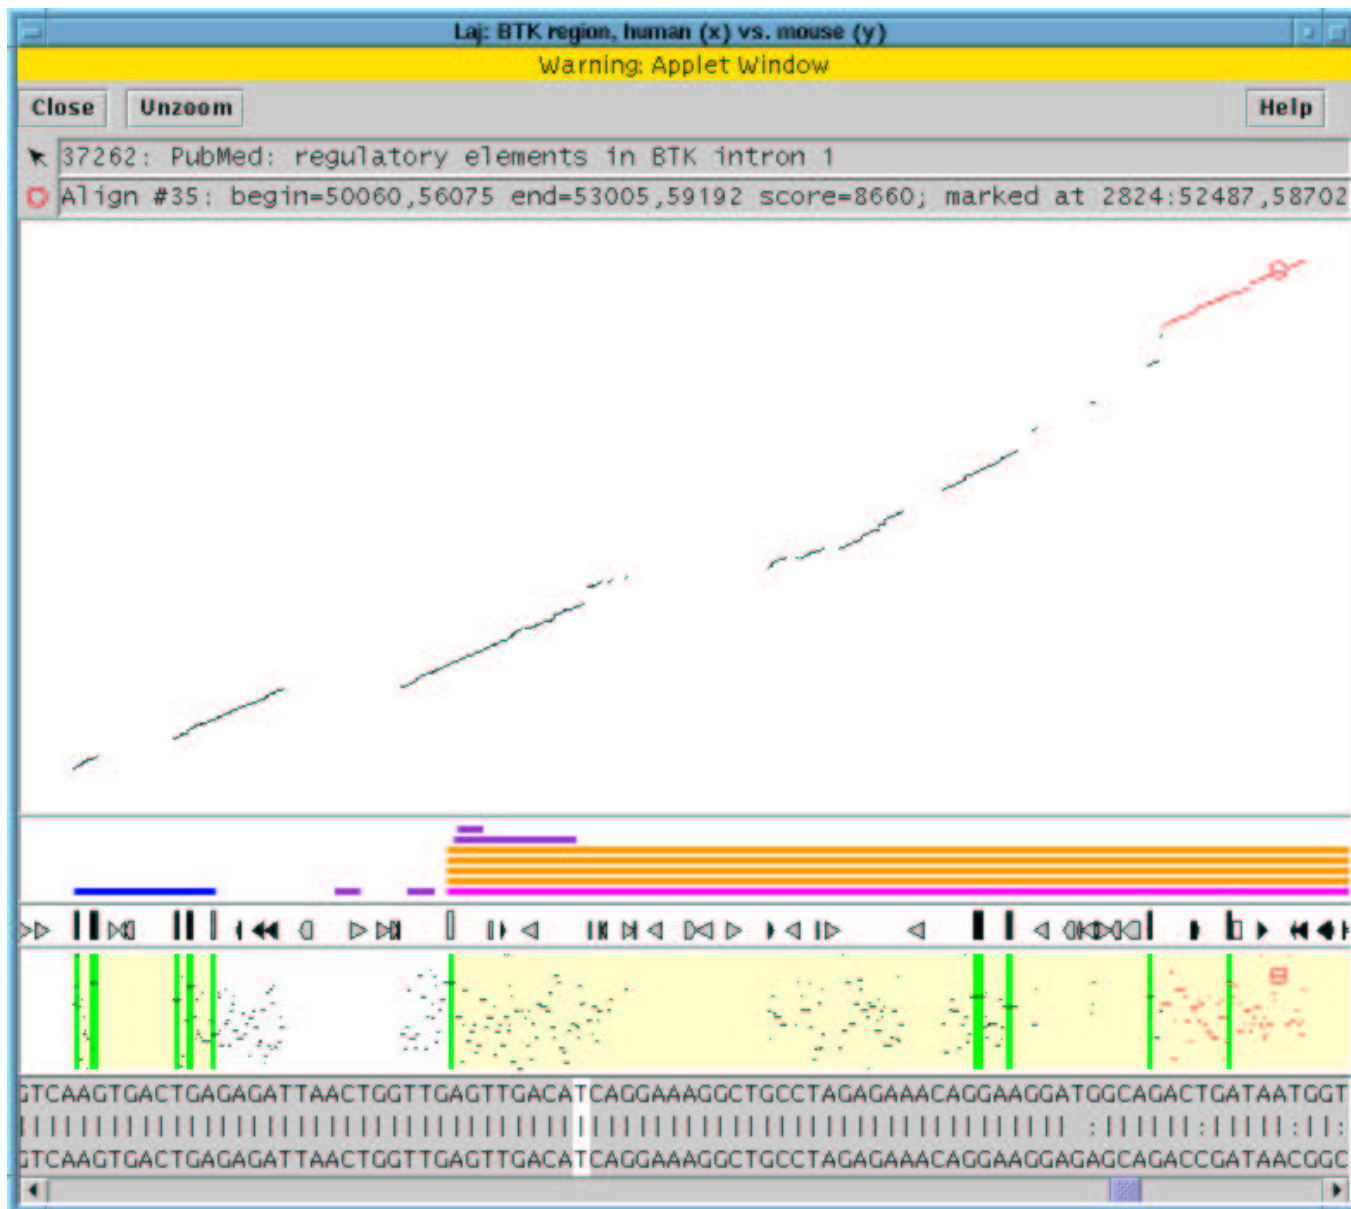 Laj: BTK region, human (x) vs. mouse (y)
Warning: Applet Window
Close Unzoom Help
37262: PubMed: regulatory elements in BTK intron 1
Align #35: begin=50060,56075 end=53005,59192 score=8660; marked at 2824:52487,58702
GTCAAGTGACTGAGAGATTAACTGGTTGAGTTGACATCAGGAAAGGCTGCCTAGAGAAACAGGAAGGATGGCAGACTGATAATGGT
GTCAAGTGACTGAGAGATTAACTGGTTGAGTTGACATCAGGAAAGGCTGCCTAGAGAAACAGGAAGGAGAGCAGACCGATAACGGC